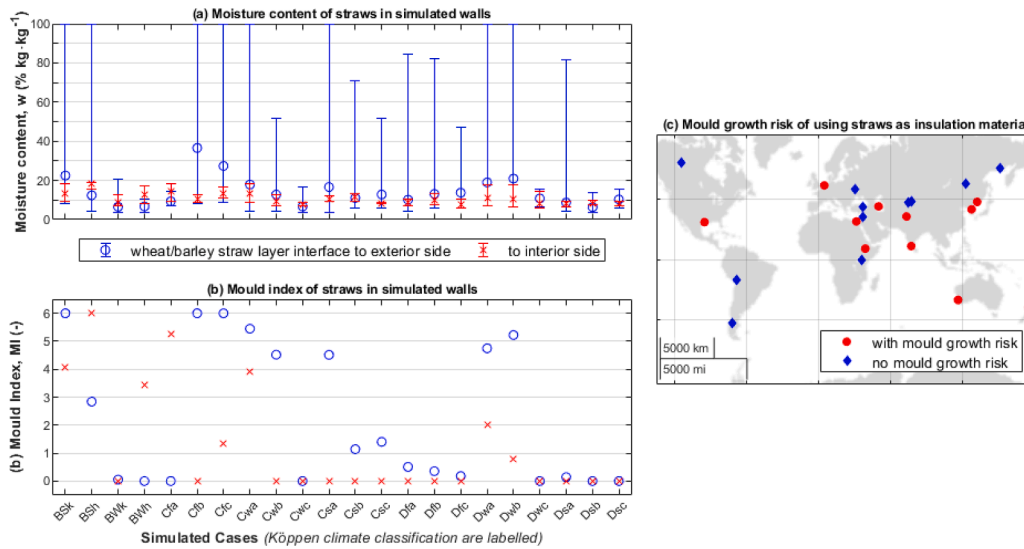 (a) Moisture content of straws in simulated walls
Moisture content, w (% kg·kg⁻¹)
100
80
60
40
20
0
wheat/barley straw layer interface to exterior side
to interior side
(b) Mould index of straws in simulated walls
(b) Mould Index, MI (-)
6
5
4
3
2
1
0
BSk
BSh
BWk
BWh
Cfa
Cfb
Cfc
Cwa
Cwb
Cwc
Csa
Csb
Csc
Dfa
Dfb
Dfc
Dwa
Dwb
Dwc
Dsa
Dsb
Dsc
Simulated Cases (Köppen climate classification are labelled)
(c) Mould growth risk of using straws as insulation materia
5000 km
5000 mi
with mould growth risk
no mould growth risk